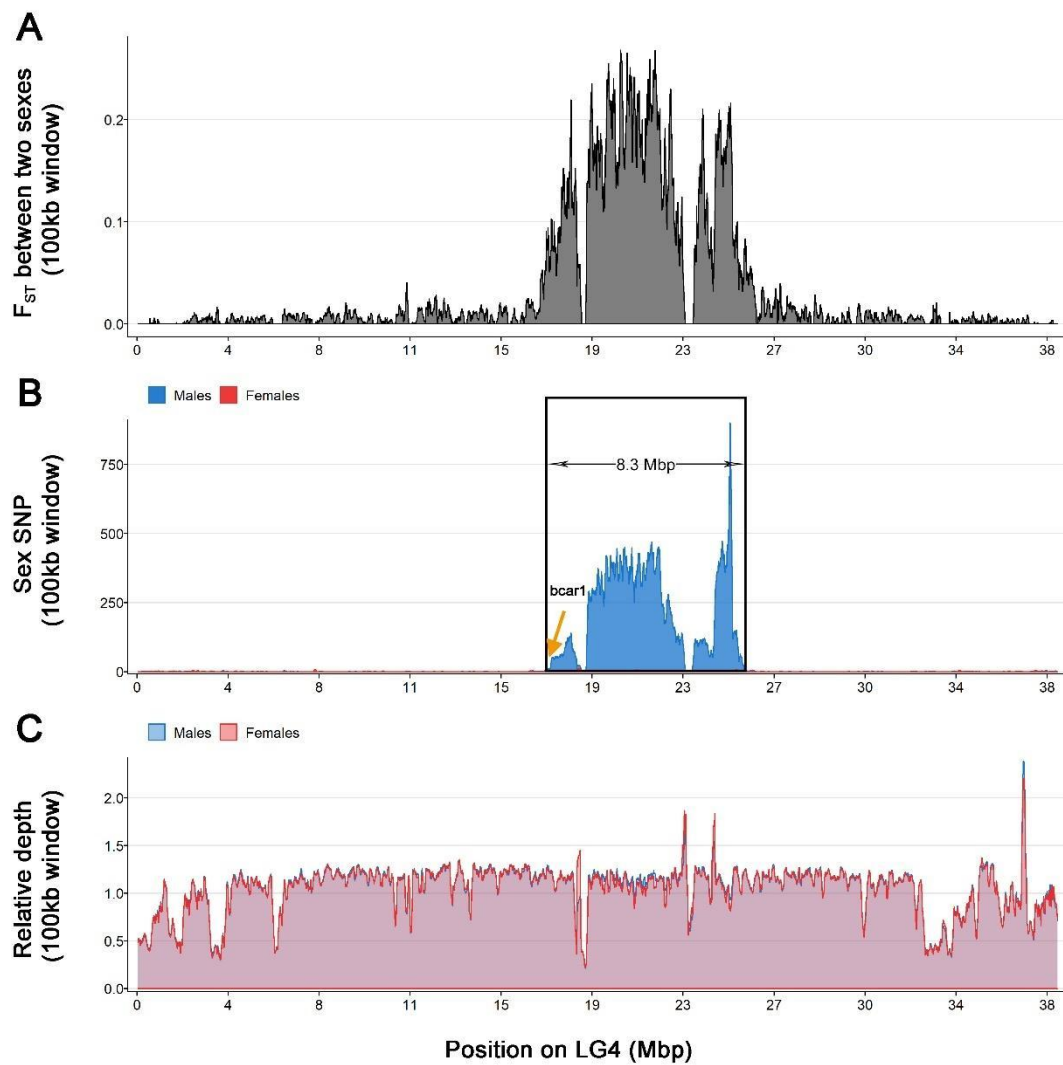 A
F_ST between two sexes
(100kb window)
0.2
0.1
0.0
0 4 8 11 15 19 23 27 30 34 38
B
Males Females
Sex SNP
(100kb window)
750
500
250
0
8.3 Mbp
bcar1
0 4 8 11 15 19 23 27 30 34 38
C
Males Females
Relative depth
(100kb window)
2.0
1.5
1.0
0.5
0.0
0 4 8 11 15 19 23 27 30 34 38
Position on LG4 (Mbp)